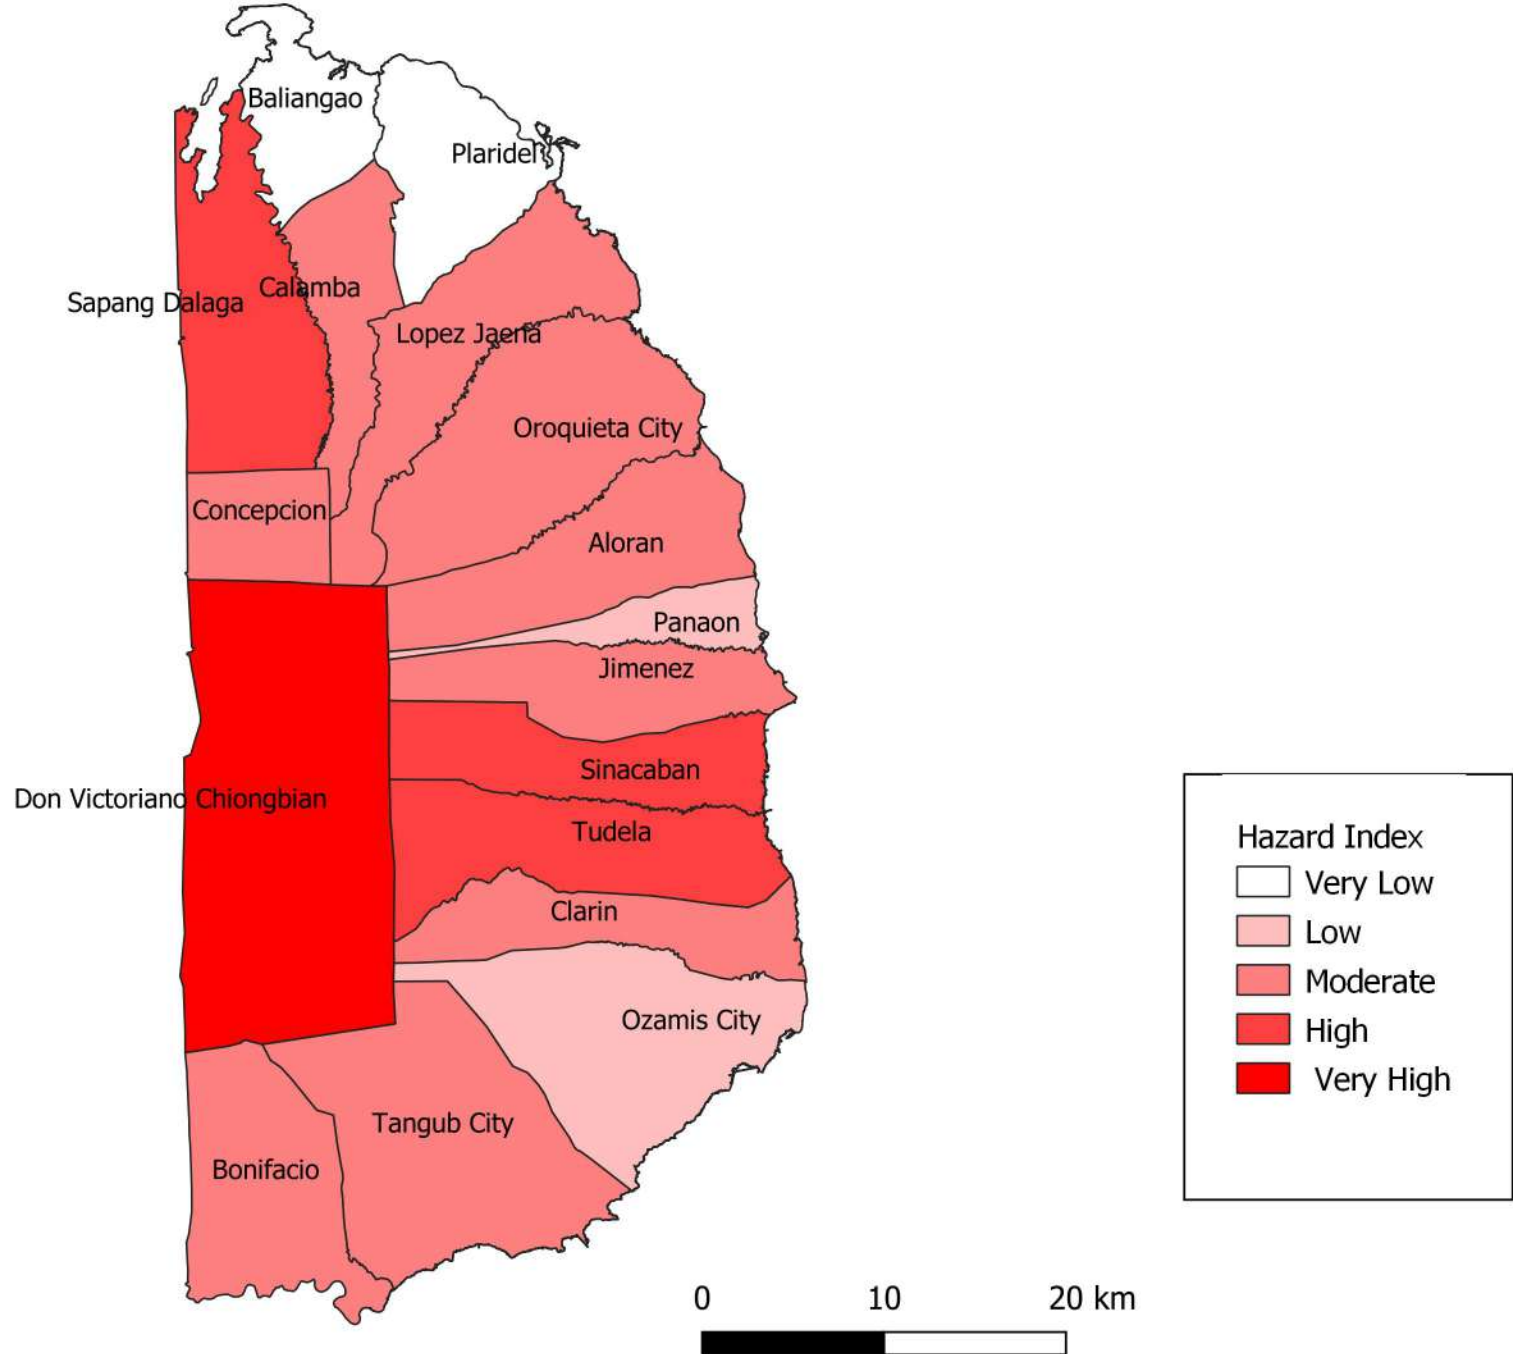 Baliangao
Plaridel
Calamba
Sapang Dalaga
Lopez Jaena
Oroquieta City
Concepcion
Aloran
Panaon
Jimenez
Sinacaban
Don Victoriano Chiongbian
Tudela
Clarin
Ozamis City
Tangub City
Bonifacio
Hazard Index
Very Low
Low
Moderate
High
Very High
0 10 20 km